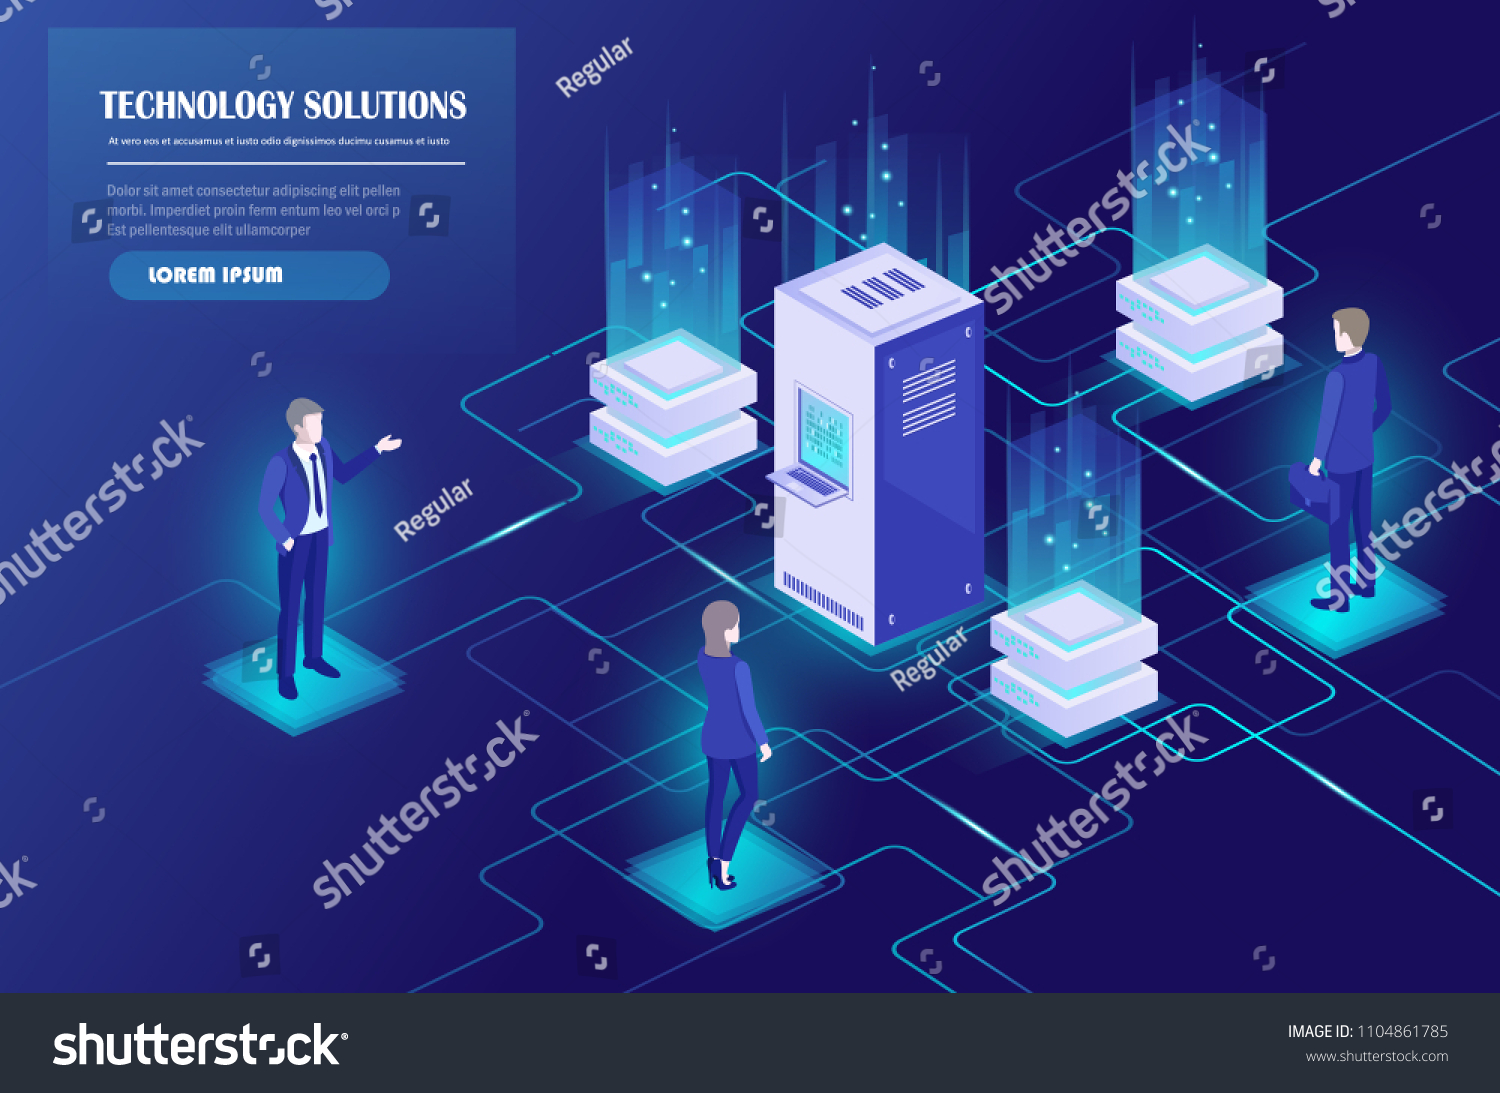 TECHNOLOGY SOLUTIONS
At vero eos et accusamus et iusto odio dignissimos ducimu cusamus et iusto
Dolor sit amet consectetur adipiscing elit pellen
morbi. Imperdiet proin ferm entum leo vel orci p
Est pellentesque elit ullamcorper
LOREM IPSUM
Regular
shutterstock
shutterstock
Regular
shutterstock
Regular
shutterstock
shutterstock
shutterstock
IMAGE ID: 1104861785
www.shutterstock.com